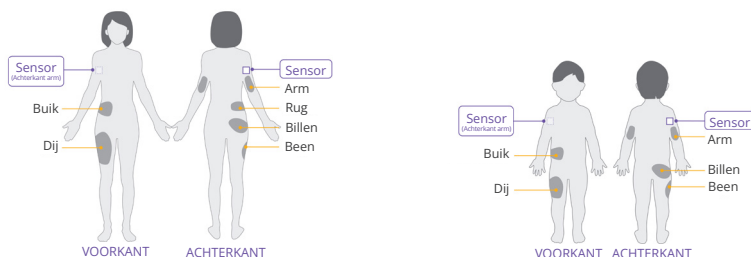 Sensor
(Achterkant arm)
Buik
Dij
Sensor
Arm
Rug
Billen
Been
VOORKANT
ACHTERKANT
Sensor
(Achterkant arm)
Buik
Dij
Sensor
Arm
Billen
Been
VOORKANT
ACHTERKANT